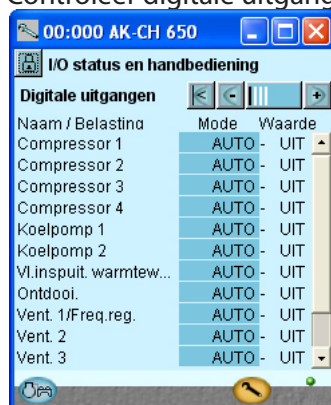 Controleer digitale uitgang
00:000 AK-CH 650
I/O status en handbediening
Digitale uitgangen
Naam / Belasting Mode Waarde
Compressor 1 AUTO - UIT
Compressor 2 AUTO - UIT
Compressor 3 AUTO - UIT
Compressor 4 AUTO - UIT
Koelpomp 1 AUTO - UIT
Koelpomp 2 AUTO - UIT
Vl.inspuit. warmtew... AUTO - UIT
Ontdooi. AUTO - UIT
Vent. 1/Freq.reg. AUTO - UIT
Vent. 2 AUTO - UIT
Vent. 3 AUTO - UIT